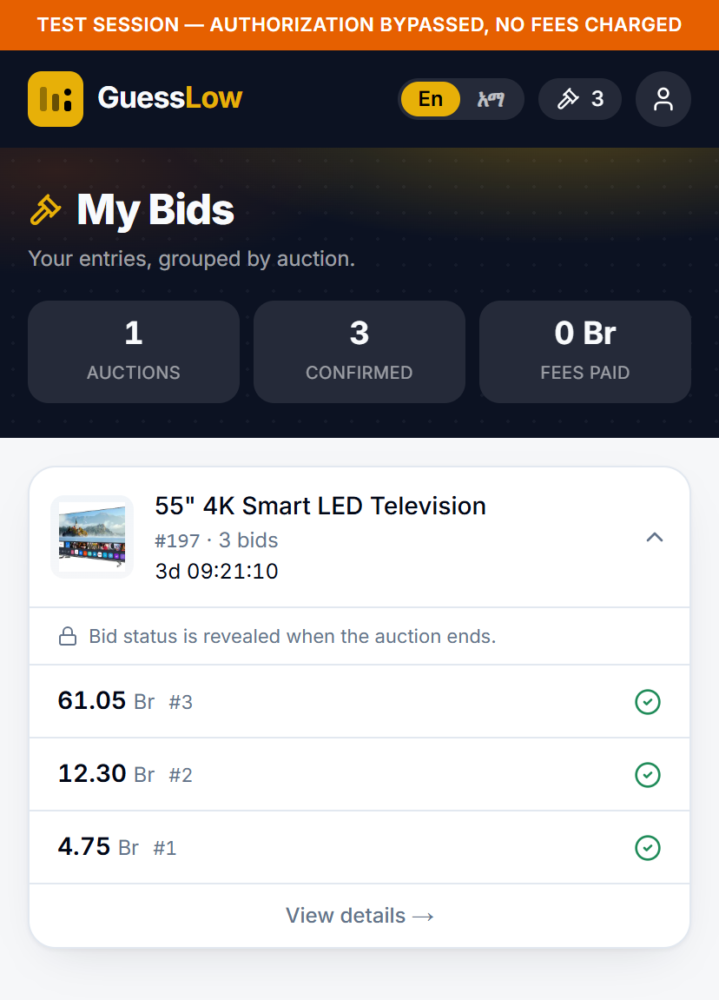 TEST SESSION — AUTHORIZATION BYPASSED, NO FEES CHARGED
GuessLow
En አማ 3
My Bids
Your entries, grouped by auction.
1 3 0 Br
AUCTIONS CONFIRMED FEES PAID
55" 4K Smart LED Television
#197 · 3 bids
3d 09:21:10
Bid status is revealed when the auction ends.
61.05 Br #3
12.30 Br #2
4.75 Br #1
View details →